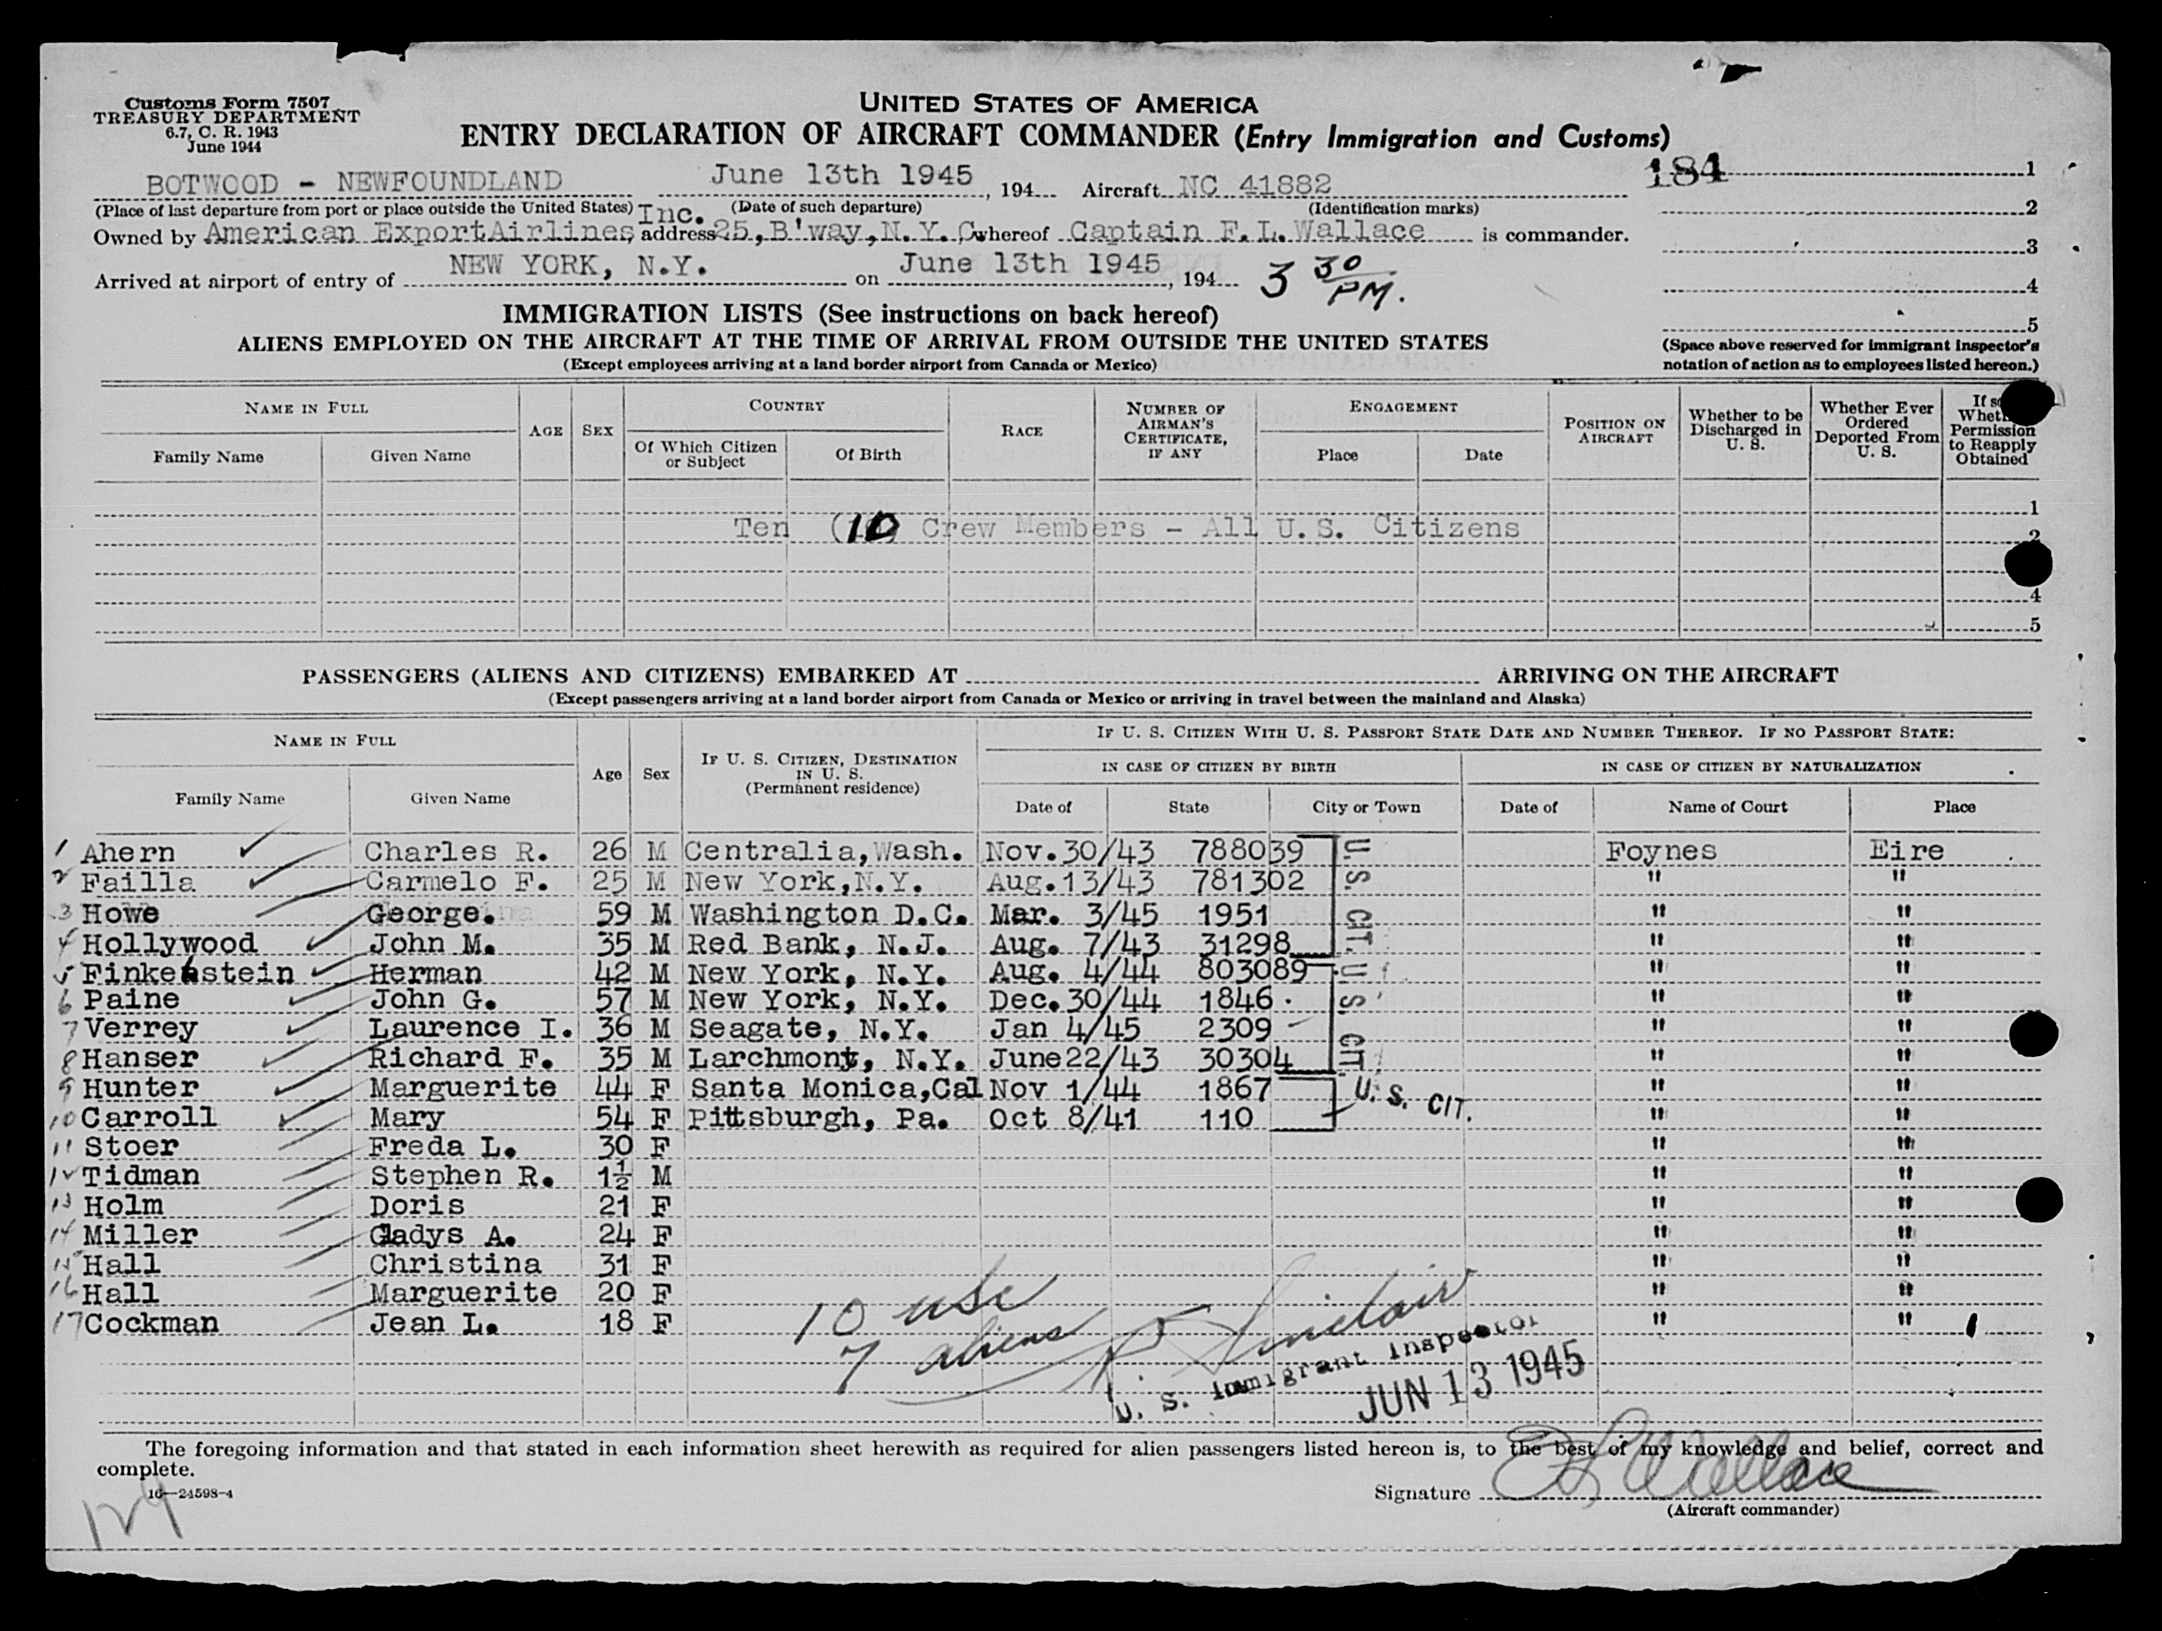 Customs Form 7507
TREASURY DEPARTMENT
6.7, C. R. 1943
June 1944
UNITED STATES OF AMERICA
ENTRY DECLARATION OF AIRCRAFT COMMANDER (Entry Immigration and Customs)
184 1
BOTWOOD - NEWFOUNDLAND June 13th 1945, 194 Aircraft NC 41882
(Place of last departure from port or place outside the United States) (Date of such departure) (Identification marks) 2
Owned by American ExportAirlines Inc. address 25, B'way, N.Y.C. whereof Captain F.L. Wallace is commander.
3
Arrived at airport of entry of NEW YORK, N.Y. on June 13th 1945, 194 3 30 PM.
4
IMMIGRATION LISTS (See instructions on back hereof)
5
ALIENS EMPLOYED ON THE AIRCRAFT AT THE TIME OF ARRIVAL FROM OUTSIDE THE UNITED STATES
(Except employees arriving at a land border airport from Canada or Mexico)
(Space above reserved for immigrant inspector's
notation of action as to employees listed hereon.)
NAME IN FULL AGE SEX COUNTRY RACE NUMBER OF AIRMAN'S CERTIFICATE, IF ANY ENGAGEMENT POSITION ON AIRCRAFT Whether to be Discharged in U. S. Whether Ever Ordered Deported From U. S. If Permission to Reapply Obtained
Family Name Given Name Of Which Citizen or Subject Of Birth Place Date
1
Ten (10) Crew Members - All U.S. Citizens 2
4
5
PASSENGERS (ALIENS AND CITIZENS) EMBARKED AT ARRIVING ON THE AIRCRAFT
(Except passengers arriving at a land border airport from Canada or Mexico or arriving in travel between the mainland and Alaska)
NAME IN FULL Age Sex IF U. S. CITIZEN, DESTINATION IN U. S. (Permanent residence) IF U. S. CITIZEN WITH U. S. PASSPORT STATE DATE AND NUMBER THEREOF. IF NO PASSPORT STATE:
IN CASE OF CITIZEN BY BIRTH IN CASE OF CITIZEN BY NATURALIZATION
Family Name Given Name Date of State City or Town Date of Name of Court Place
1 Ahern Charles R. 26 M Centralia, Wash. Nov.30/43 788039 Foynes Eire
2 Failla Carmelo F. 25 M New York, N.Y. Aug.13/43 781302 " "
3 Howe George. 59 M Washington D.C. Mar. 3/45 1951 " "
U. S. CIT.
4 Hollywood John M. 35 M Red Bank, N.J. Aug. 7/43 31298 " "
5 Finkelstein Herman 42 M New York, N.Y. Aug. 4/44 803089 " "
6 Paine John G. 57 M New York, N.Y. Dec.30/44 1846 " "
U. S. CIT.
7 Verrey Laurence I. 36 M Seagate, N.Y. Jan 4/45 2309 " "
8 Hanser Richard F. 35 M Larchmont, N.Y. June22/43 30304 " "
9 Hunter Marguerite 44 F Santa Monica,Cal Nov 1/44 1867 U. S. CIT. " "
10 Carroll Mary 54 F Pittsburgh, Pa. Oct 8/41 110 " "
11 Stoer Freda L. 30 F " "
12 Tidman Stephen R. 1½ M " "
13 Holm Doris 21 F " "
14 Miller Gladys A. 24 F " "
15 Hall Christina 31 F " "
16 Hall Marguerite 20 F " "
17 Cockman Jean L. 18 F " "
10 usc
7 aliens
Sinclair
U. S. Immigrant Inspector
JUN 13 1945
The foregoing information and that stated in each information sheet herewith as required for alien passengers listed hereon is, to the best of my knowledge and belief, correct and
complete.
16—24598-4
129
Signature Wallace
(Aircraft commander)